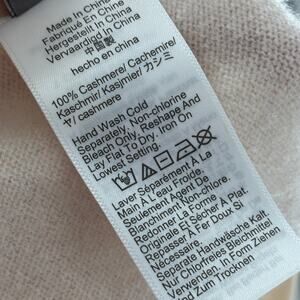 Made In China
Fabriqué En Chine
Hergestellt In China
Vervaardigd In China
中國製
hecho en china
100% Cashmere/ Cachemire/
Kaschmir/ Kasjmier/ カシミ
ヤ/ cashmere
Hand Wash Cold
Separately, Non-chlorine
Bleach Only, Reshape And
Lay Flat To Dry, Iron On
Lowest Setting.
Laver Séparément À La
Main À L'eau Froide.
Seulement Agent De
Blanchiment Non-chlore.
Redonner La Forme
Originale Et Séche À Plat.
Repasser À Fer Doux Si
Nécessaire
Separate Handwäsche Kalt.
Nur Chlorfreies Bleichmittel
Verwenden. In Form Ziehen
Und Zum Trocknen